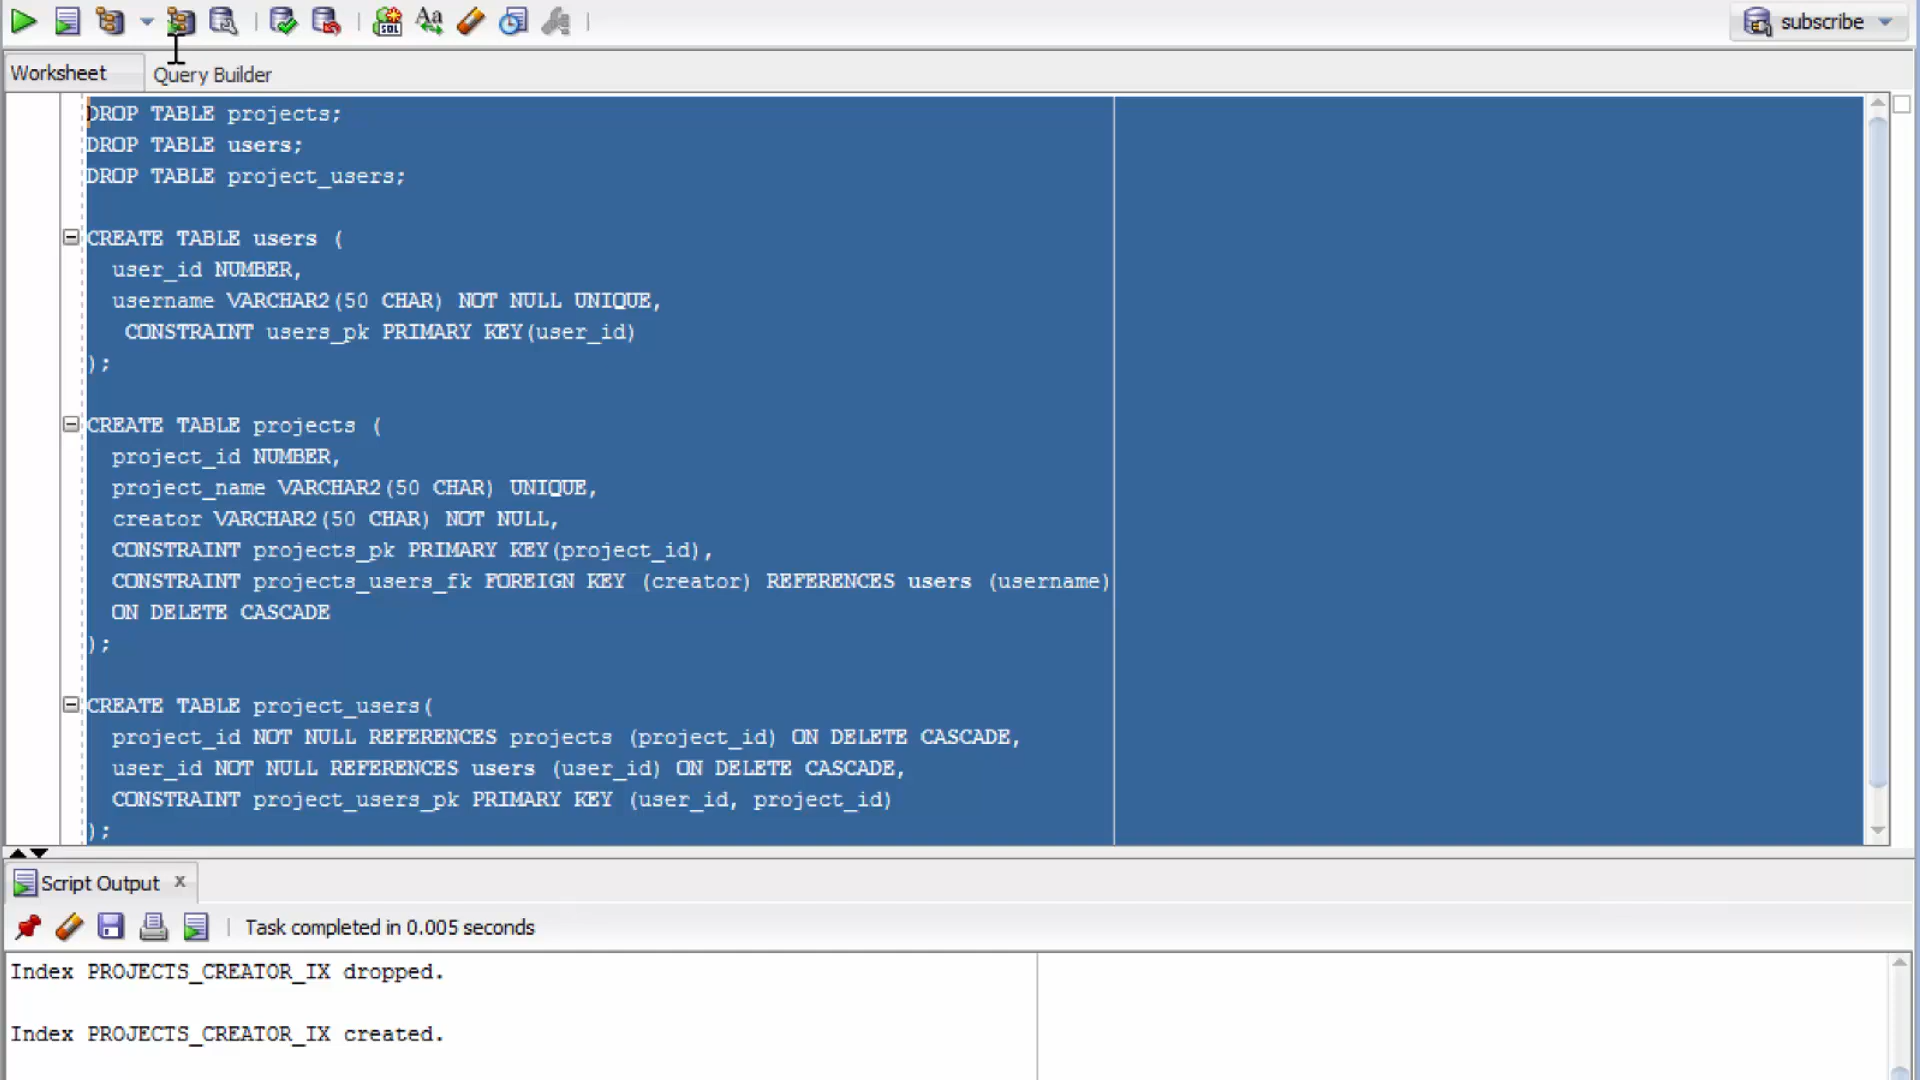 subscribe
Worksheet
Query Builder
DROP TABLE projects;
DROP TABLE users;
DROP TABLE project_users;
CREATE TABLE users (
user_id NUMBER,
username VARCHAR2(50 CHAR) NOT NULL UNIQUE,
CONSTRAINT users_pk PRIMARY KEY(user_id)
);
CREATE TABLE projects (
project_id NUMBER,
project_name VARCHAR2(50 CHAR) UNIQUE,
creator VARCHAR2(50 CHAR) NOT NULL,
CONSTRAINT projects_pk PRIMARY KEY(project_id),
CONSTRAINT projects_users_fk FOREIGN KEY (creator) REFERENCES users (username)
ON DELETE CASCADE
);
CREATE TABLE project_users(
project_id NOT NULL REFERENCES projects (project_id) ON DELETE CASCADE,
user_id NOT NULL REFERENCES users (user_id) ON DELETE CASCADE,
CONSTRAINT project_users_pk PRIMARY KEY (user_id, project_id)
);
Script Output x
Task completed in 0.005 seconds
Index PROJECTS_CREATOR_IX dropped.
Index PROJECTS_CREATOR_IX created.